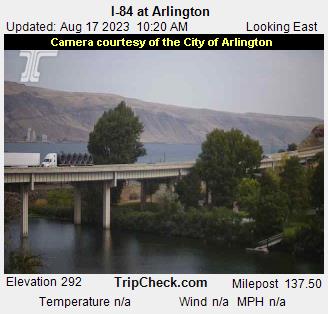 I-84 at Arlington
Updated: Aug 17 2023 10:20 AM Looking East
Camera courtesy of the City of Arlington
Elevation 292 TripCheck.com Milepost 137.50
Temperature n/a Wind n/a MPH n/a